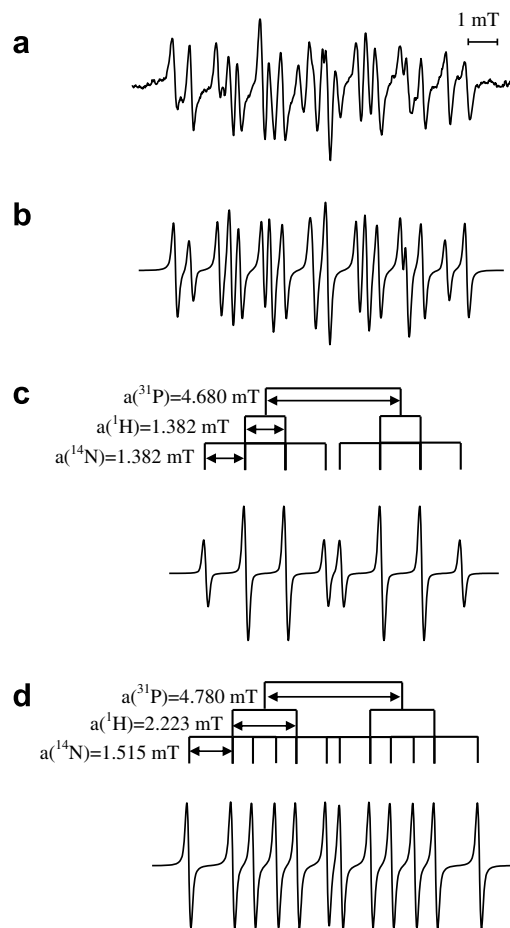 a
1 mT
b
c
a(³¹P)=4.680 mT
a(¹H)=1.382 mT
a(¹⁴N)=1.382 mT
d
a(³¹P)=4.780 mT
a(¹H)=2.223 mT
a(¹⁴N)=1.515 mT